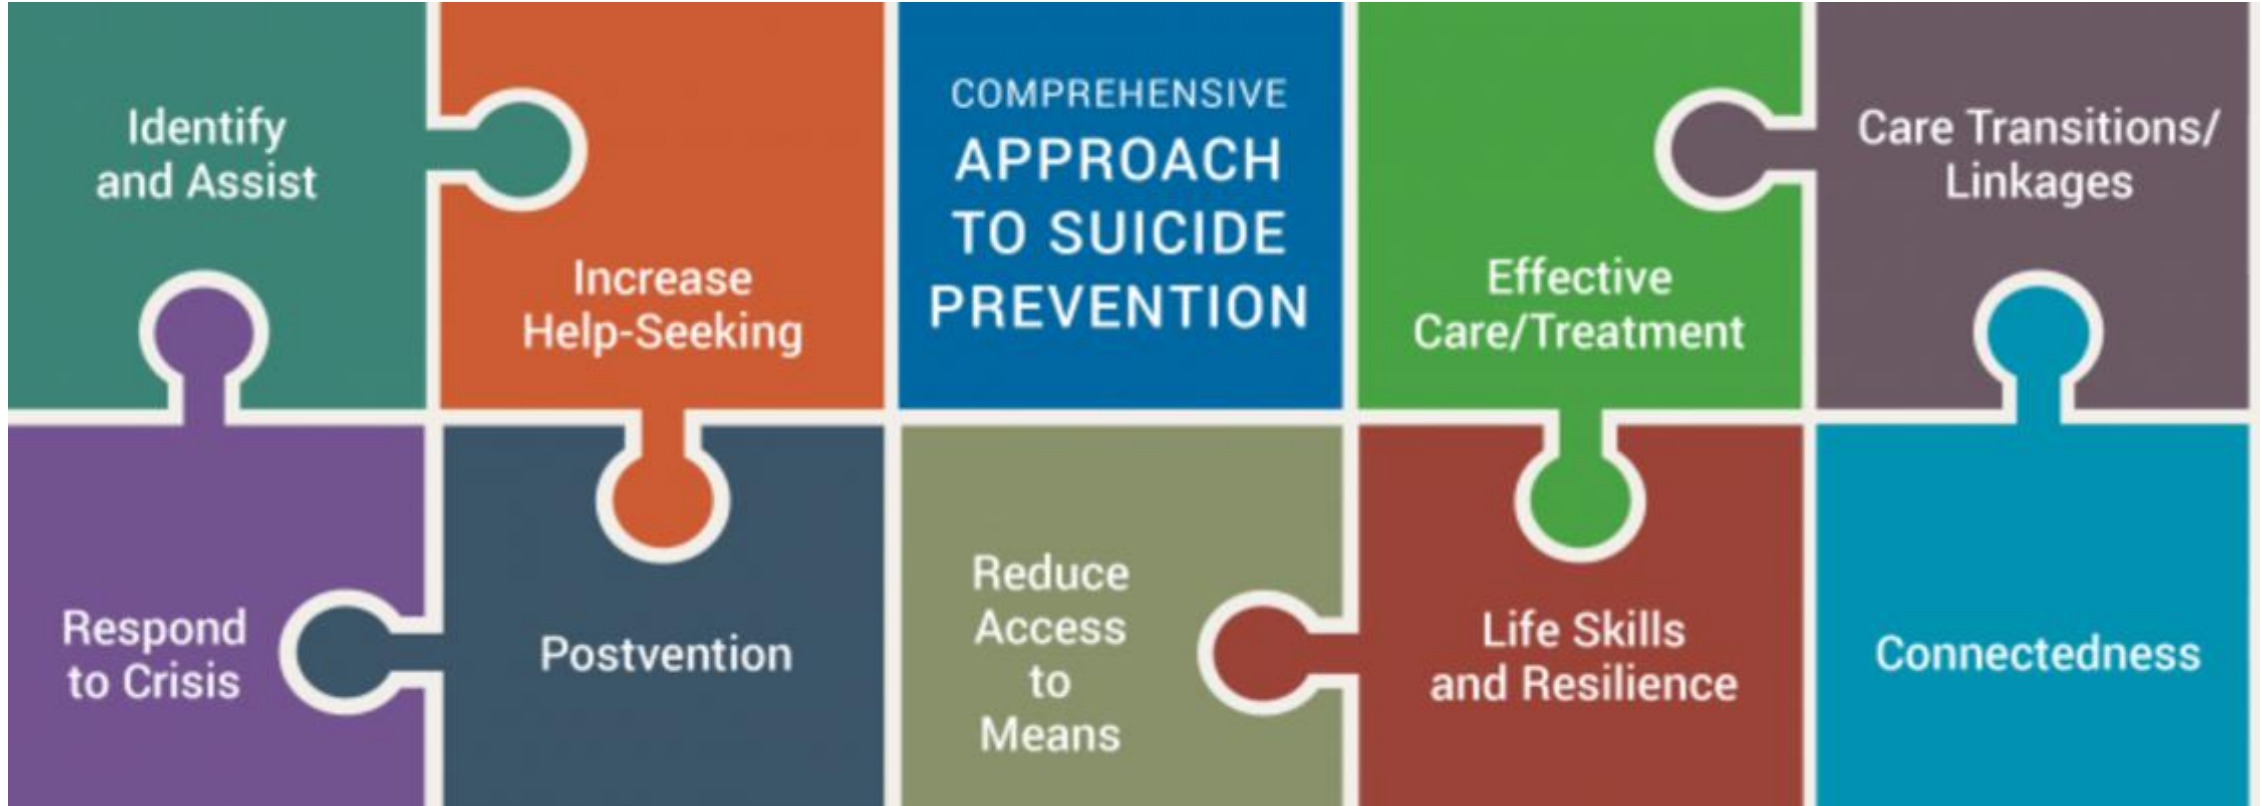 Identify
and Assist
Increase
Help-Seeking
COMPREHENSIVE
APPROACH
TO SUICIDE
PREVENTION
Effective
Care/Treatment
Care Transitions/
Linkages
Respond
to Crisis
Postvention
Reduce
Access
to
Means
Life Skills
and Resilience
Connectedness